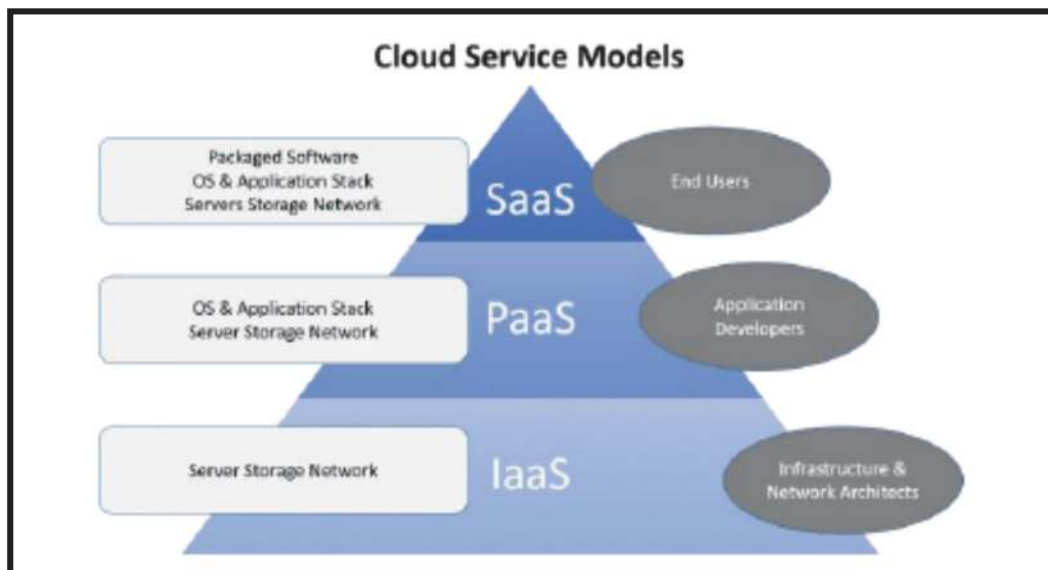 Cloud Service Models
Packaged Software
OS & Application Stack
Servers Storage Network
SaaS
End Users
OS & Application Stack
Server Storage Network
PaaS
Application
Developers
Server Storage Network
IaaS
Infrastructure &
Network Architects